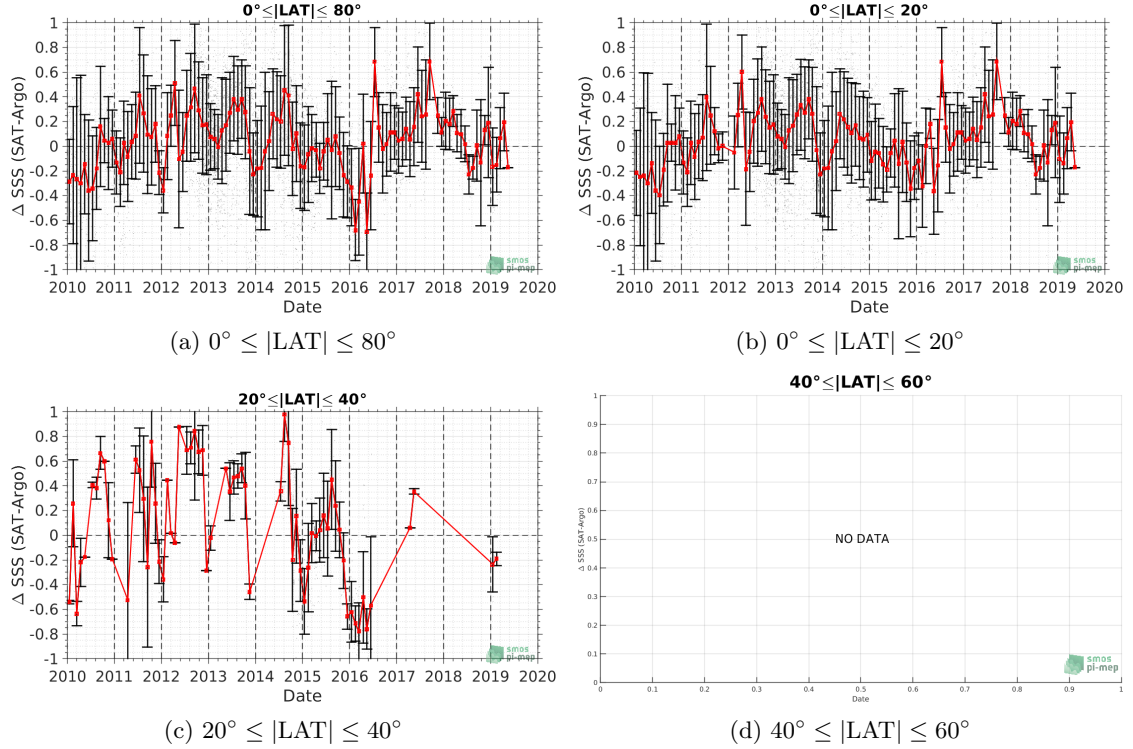 0°≤|LAT|≤ 80°
Δ SSS (SAT-Argo)
1
0.8
0.6
0.4
0.2
0
-0.2
-0.4
-0.6
-0.8
-1
2010 2011 2012 2013 2014 2015 2016 2017 2018 2019 2020
Date
smos
pi-mep
(a) 0° ≤ |LAT| ≤ 80°
0°≤|LAT|≤ 20°
Δ SSS (SAT-Argo)
1
0.8
0.6
0.4
0.2
0
-0.2
-0.4
-0.6
-0.8
-1
2010 2011 2012 2013 2014 2015 2016 2017 2018 2019 2020
Date
smos
pi-mep
(b) 0° ≤ |LAT| ≤ 20°
20°≤|LAT|≤ 40°
Δ SSS (SAT-Argo)
1
0.8
0.6
0.4
0.2
0
-0.2
-0.4
-0.6
-0.8
-1
2010 2011 2012 2013 2014 2015 2016 2017 2018 2019 2020
Date
smos
pi-mep
(c) 20° ≤ |LAT| ≤ 40°
40°≤|LAT|≤ 60°
Δ SSS (SAT-Argo)
1
0.9
0.8
0.7
0.6
0.5
0.4
0.3
0.2
0.1
0
NO DATA
0 0.1 0.2 0.3 0.4 0.5 0.6 0.7 0.8 0.9 1
Date
smos
pi-mep
(d) 40° ≤ |LAT| ≤ 60°